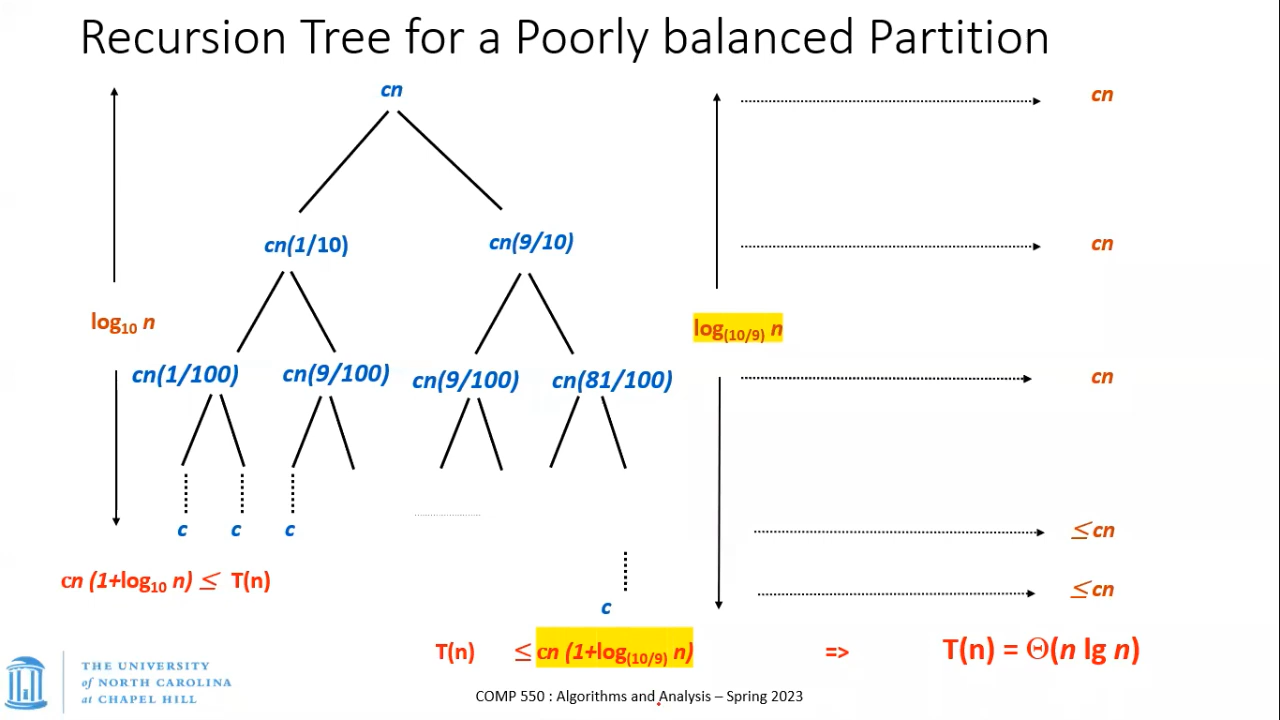 Recursion Tree for a Poorly balanced Partition
cn
cn
cn(1/10)
cn(9/10)
cn
log₁₀ n
log₍₁₀/₉₎ n
cn(1/100)
cn(9/100)
cn(9/100)
cn(81/100)
cn
c
c
c
≤cn
cn (1+log₁₀ n) ≤ T(n)
≤cn
c
T(n) ≤ cn (1+log₍₁₀/₉₎ n) => T(n) = Θ(n lg n)
THE UNIVERSITY
of NORTH CAROLINA
at CHAPEL HILL
COMP 550 : Algorithms and Analysis – Spring 2023